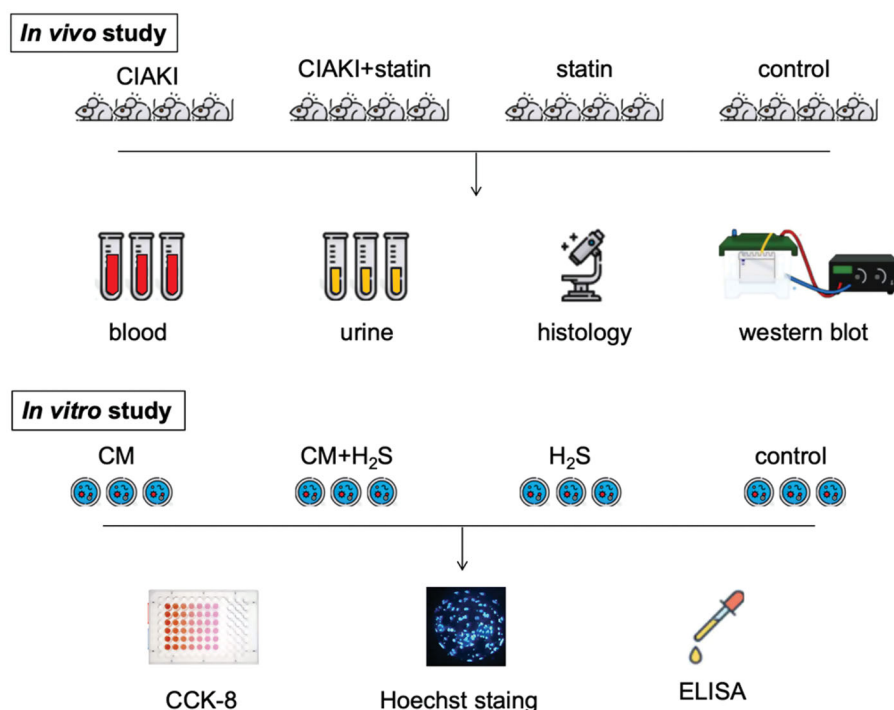 In vivo study
CIAKI
CIAKI+statin
statin
control
blood
urine
histology
western blot
In vitro study
CM
CM+H₂S
H₂S
control
CCK-8
Hoechst staing
ELISA